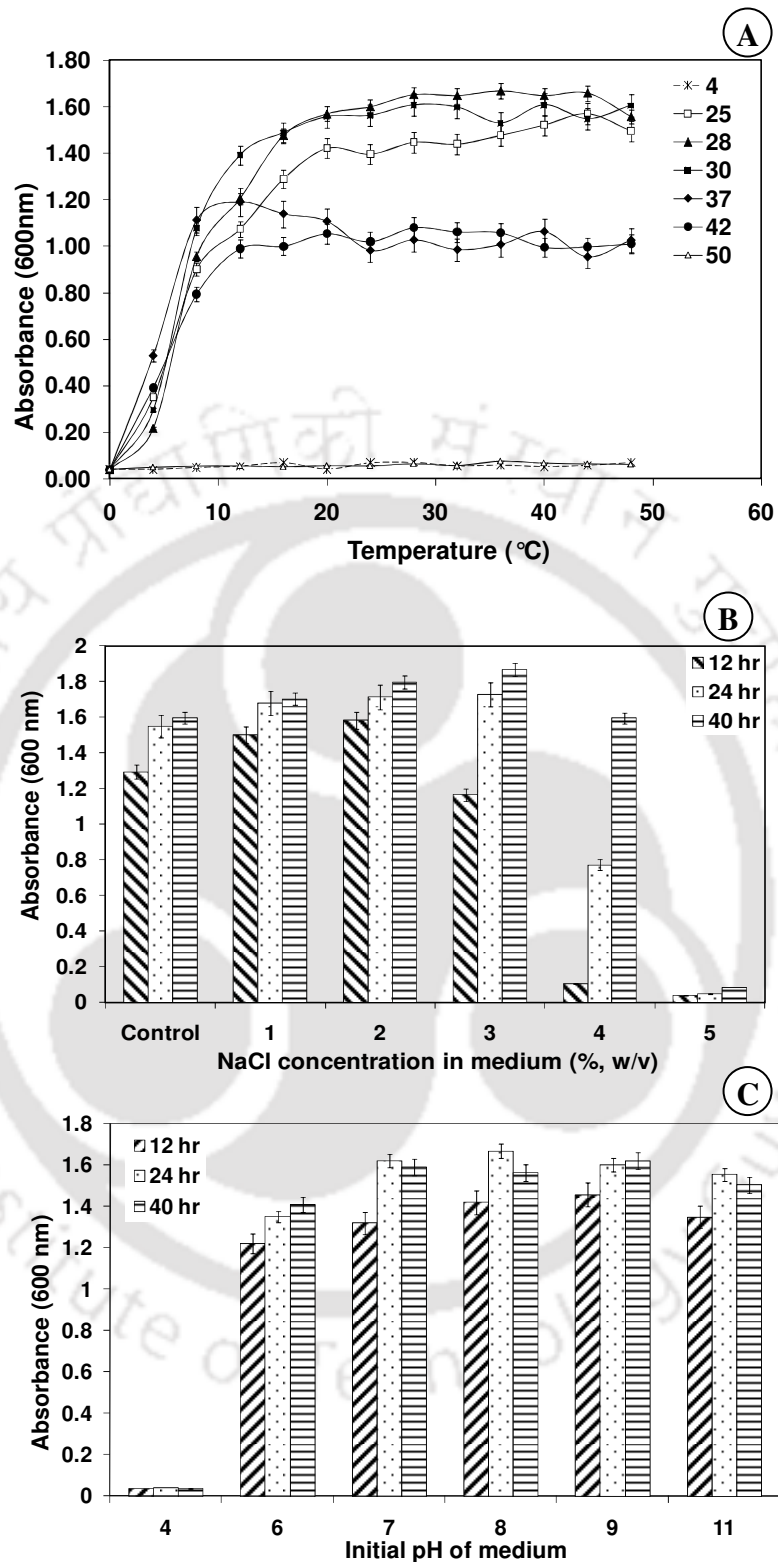 A
1.80
1.60
1.40
1.20
1.00
0.80
0.60
0.40
0.20
0.00
Absorbance (600nm)
4
25
28
30
37
42
50
0 10 20 30 40 50 60
Temperature (°C)
B
2
1.8
1.6
1.4
1.2
1
0.8
0.6
0.4
0.2
0
Absorbance (600 nm)
12 hr
24 hr
40 hr
Control 1 2 3 4 5
NaCl concentration in medium (%, w/v)
C
1.8
1.6
1.4
1.2
1
0.8
0.6
0.4
0.2
0
Absorbance (600 nm)
12 hr
24 hr
40 hr
4 6 7 8 9 11
Initial pH of medium
प्रौद्योगिकी संस्थान
stitute of Technology